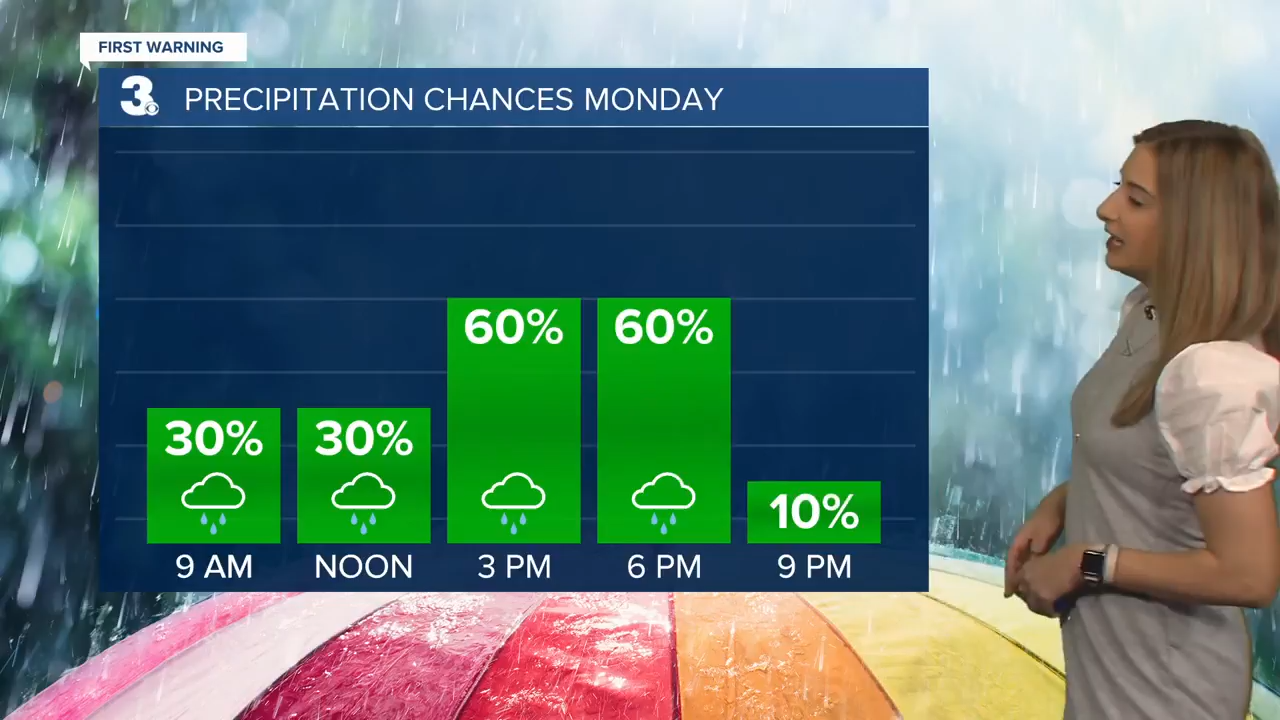 FIRST WARNING
3 PRECIPITATION CHANCES MONDAY
30% 30% 60% 60% 10%
9 AM NOON 3 PM 6 PM 9 PM